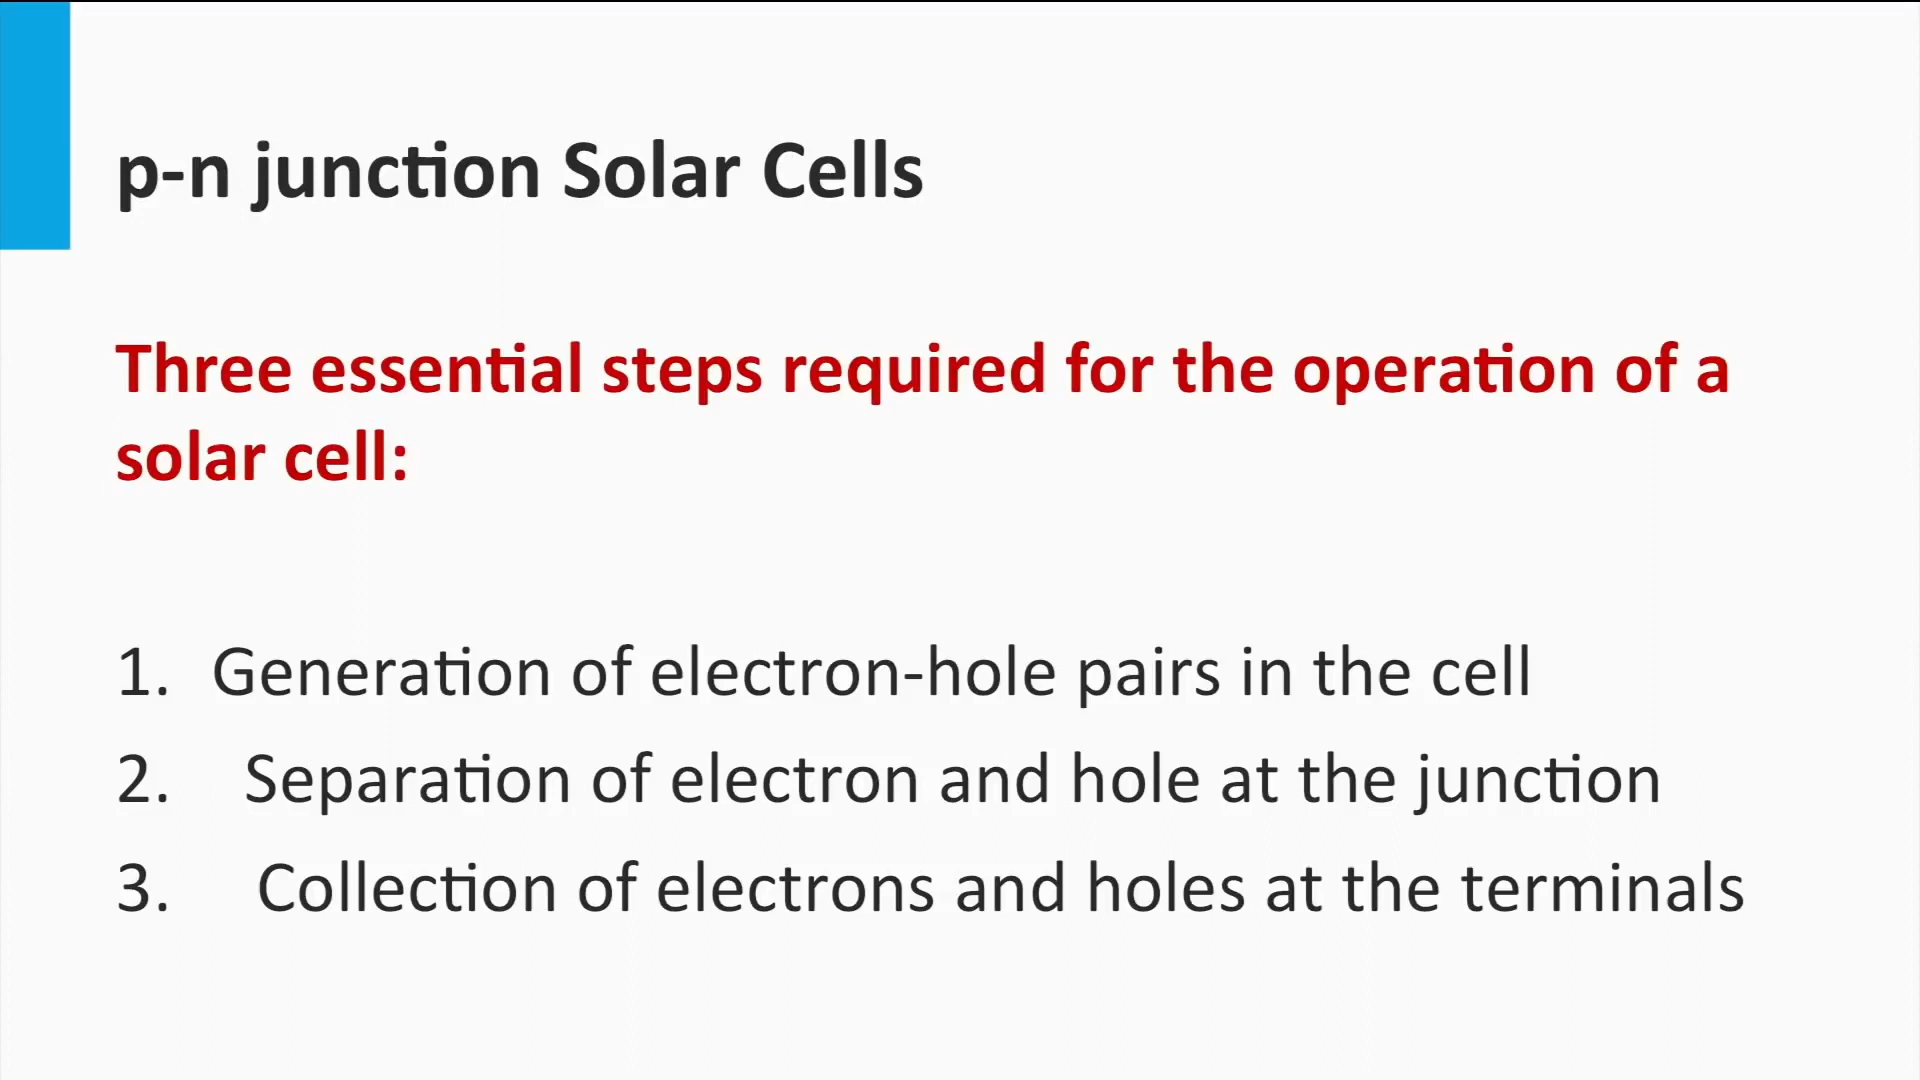 p-n junction Solar Cells
Three essential steps required for the operation of a
solar cell:
1. Generation of electron-hole pairs in the cell
2. Separation of electron and hole at the junction
3. Collection of electrons and holes at the terminals